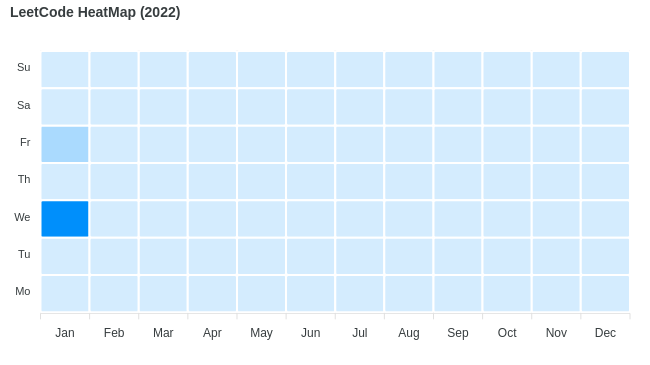 LeetCode HeatMap (2022)
Su
Sa
Fr
Th
We
Tu
Mo
Jan Feb Mar Apr May Jun Jul Aug Sep Oct Nov Dec